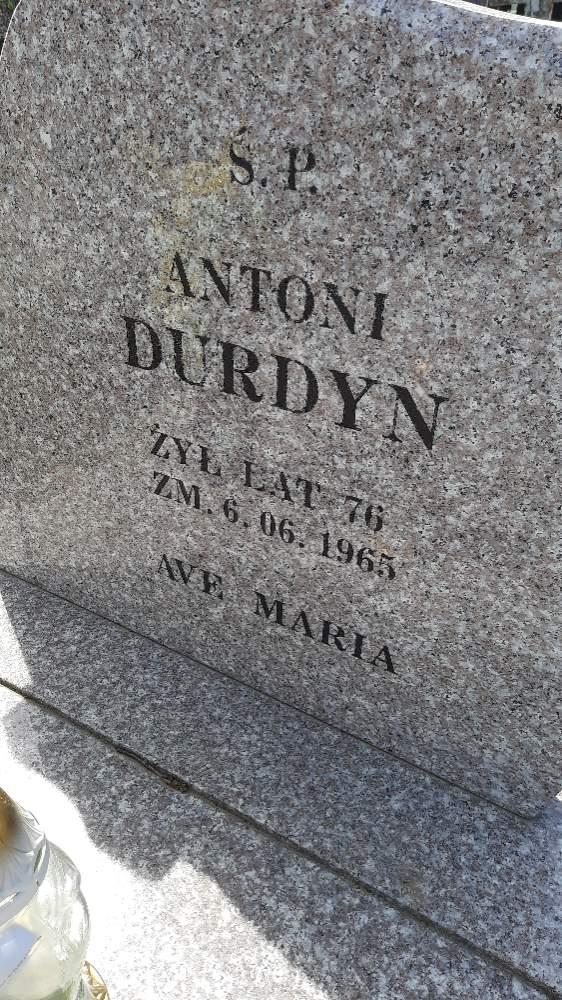 Ś. P.
ANTONI
DURDYN
ŻYŁ LAT 76
ZM. 6. 06. 1965
AVE MARIA